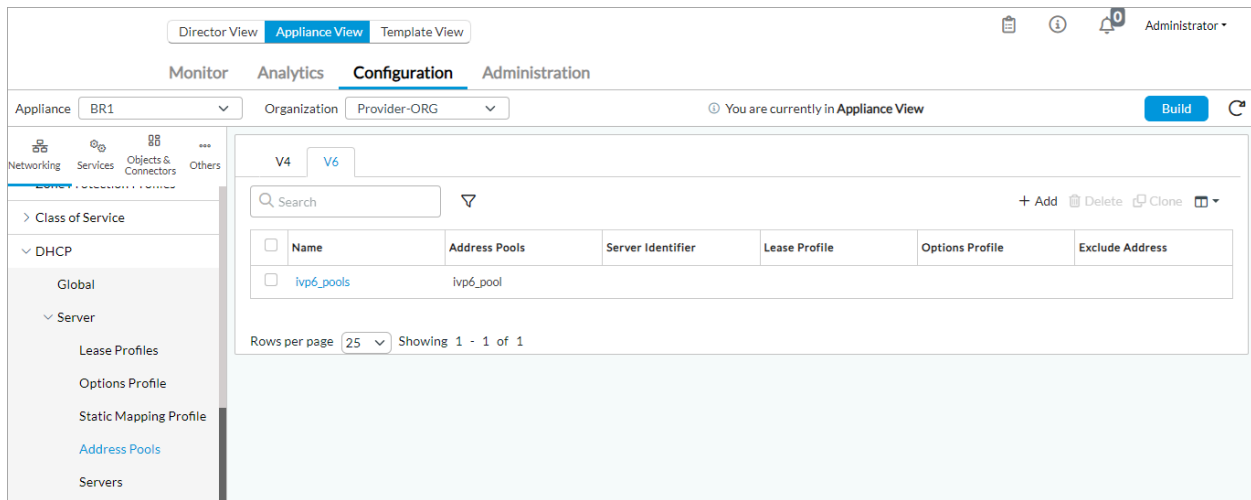 Director View Appliance View Template View 0 Administrator
Monitor Analytics Configuration Administration
Appliance BR1 Organization Provider-ORG You are currently in Appliance View Build
Networking Services Objects & Connectors Others
Class of Service
DHCP
Global
Server
Lease Profiles
Options Profile
Static Mapping Profile
Address Pools
Servers
V4 V6
Search + Add Delete Clone
Name Address Pools Server Identifier Lease Profile Options Profile Exclude Address
ivp6_pools ivp6_pool
Rows per page 25 Showing 1 - 1 of 1